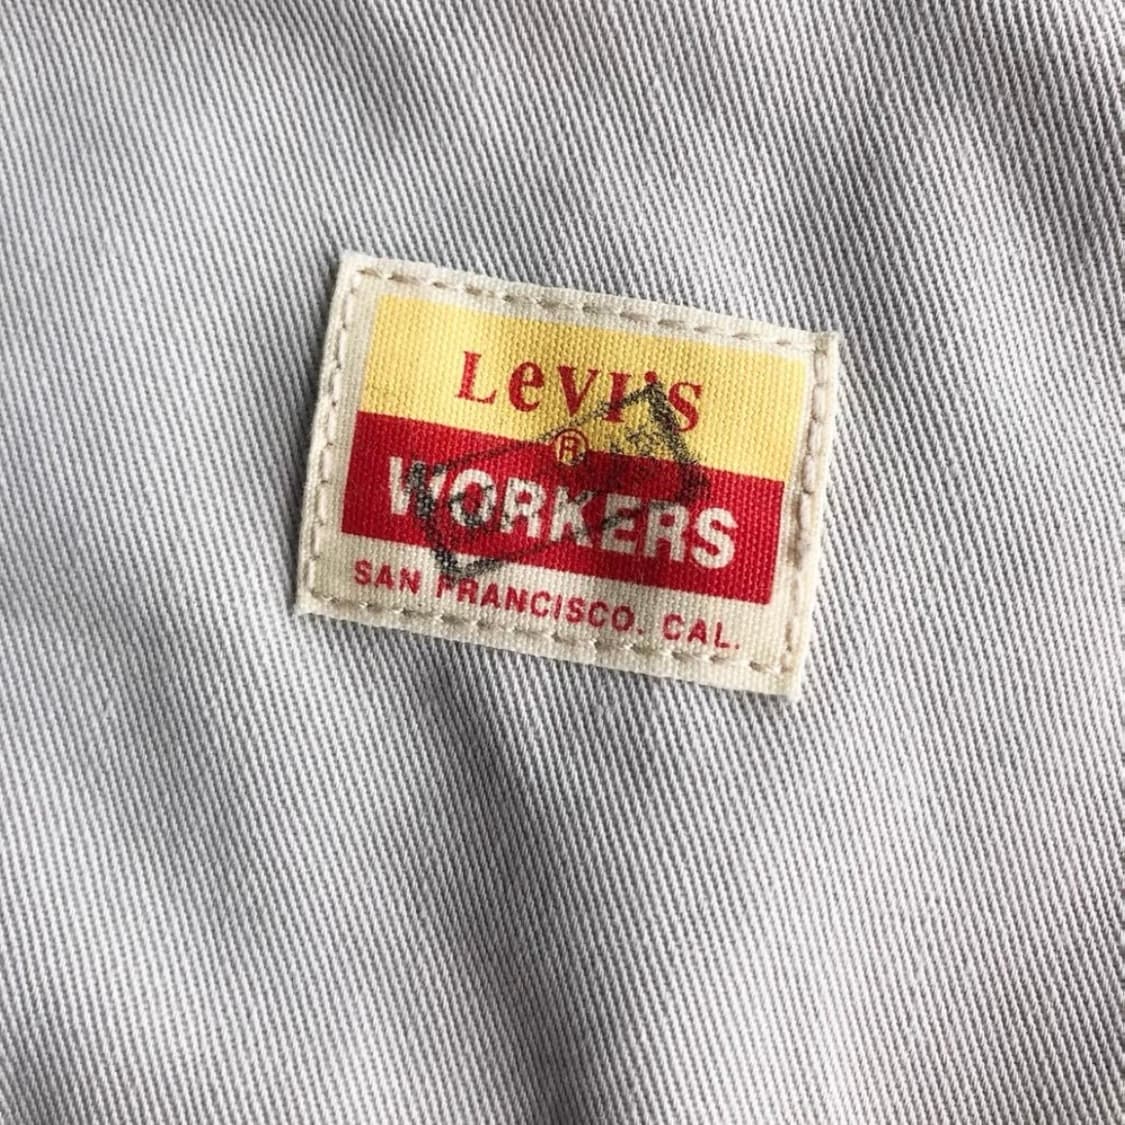 LeVI'S
®
WORKERS
SAN FRANCISCO. CAL.